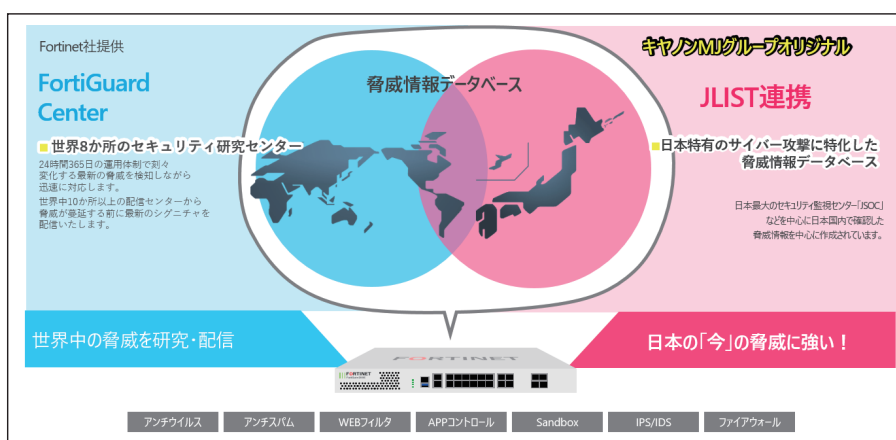 Fortinet社提供
FortiGuard
Center
■世界8か所のセキュリティ研究センター
24時間365日の運用体制で刻々
変化する最新の脅威を検知しながら
迅速に対応します。
世界中10か所以上の配信センターから
脅威が蔓延する前に最新のシグニチャを
配信いたします。
脅威情報データベース
キヤノンMJグループオリジナル
JLIST連携
■日本特有のサイバー攻撃に特化した
脅威情報データベース
日本最大のセキュリティ監視センター「JSOC」
などを中心に日本国内で確認した
脅威情報を中心に作成されています。
世界中の脅威を研究・配信
日本の「今」の脅威に強い！
FORTINET
FORTINET
アンチウイルス
アンチスパム
WEBフィルタ
APPコントロール
Sandbox
IPS/IDS
ファイアウォール